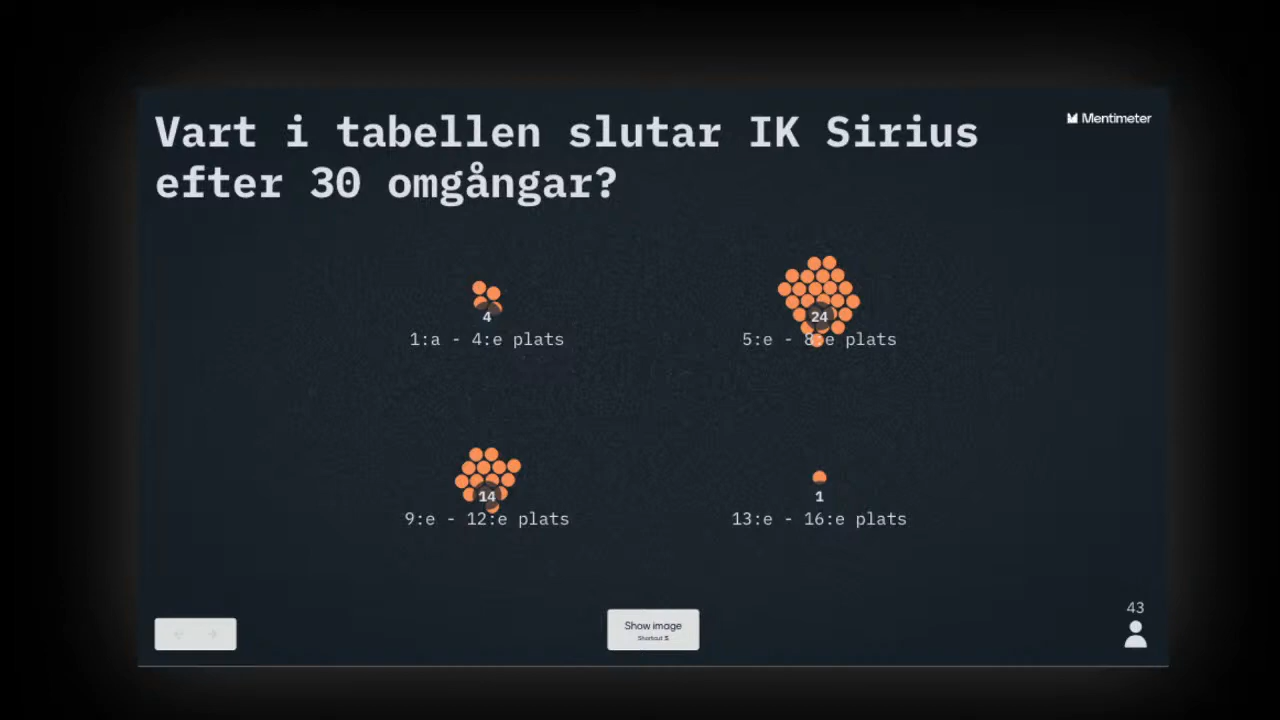 Vart i tabellen slutar IK Sirius
efter 30 omgångar?
Mentimeter
4
1:a - 4:e plats
24
5:e - 8:e plats
14
9:e - 12:e plats
1
13:e - 16:e plats
Show image
Shortcut S
43